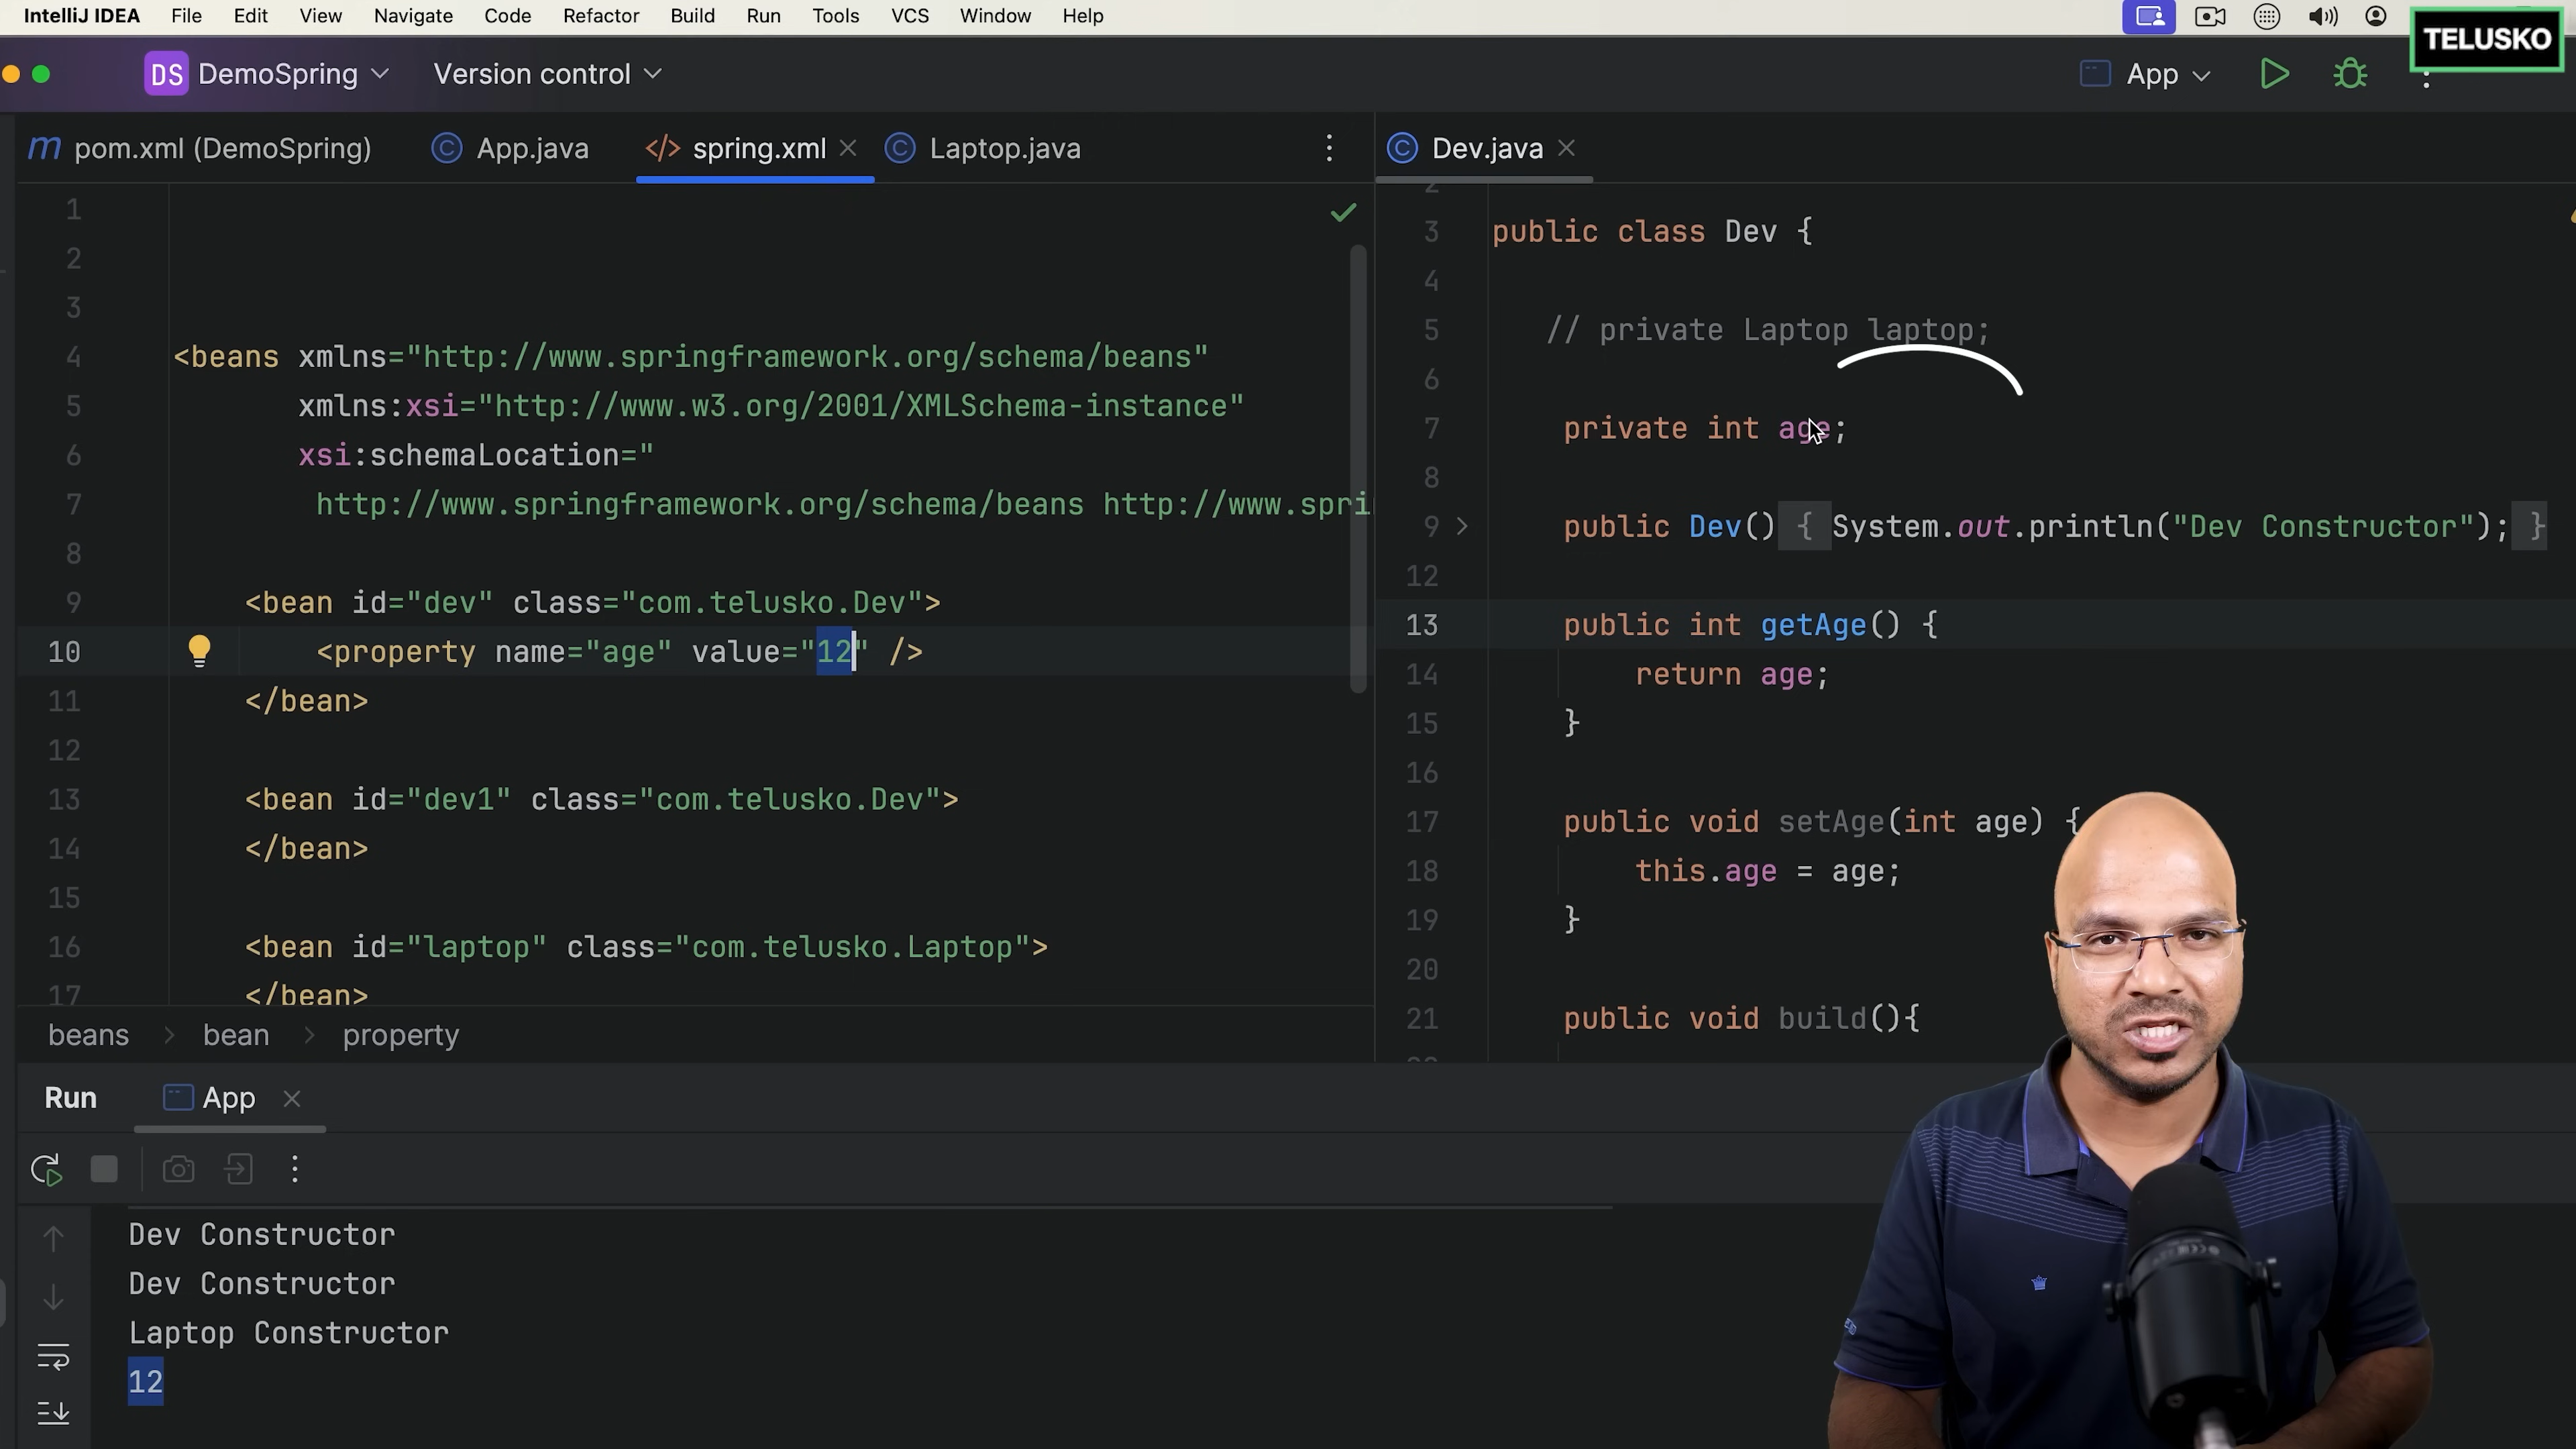 IntelliJ IDEA File Edit View Navigate Code Refactor Build Run Tools VCS Window Help
TELUSKO
DS DemoSpring Version control App
pom.xml (DemoSpring) App.java spring.xml Laptop.java
1
2
3
4 <beans xmlns="http://www.springframework.org/schema/beans"
5 xmlns:xsi="http://www.w3.org/2001/XMLSchema-instance"
6 xsi:schemaLocation="
7 http://www.springframework.org/schema/beans http://www.spri
8
9 <bean id="dev" class="com.telusko.Dev">
10 <property name="age" value="12" />
11 </bean>
12
13 <bean id="dev1" class="com.telusko.Dev">
14 </bean>
15
16 <bean id="laptop" class="com.telusko.Laptop">
17 </bean>
beans > bean > property
Dev.java
2
3 public class Dev {
4
5 // private Laptop laptop;
6
7 private int age;
8
9 public Dev() { System.out.println("Dev Constructor"); }
12
13 public int getAge() {
14 return age;
15 }
16
17 public void setAge(int age) {
18 this.age = age;
19 }
20
21 public void build(){
Run App
Dev Constructor
Dev Constructor
Laptop Constructor
12